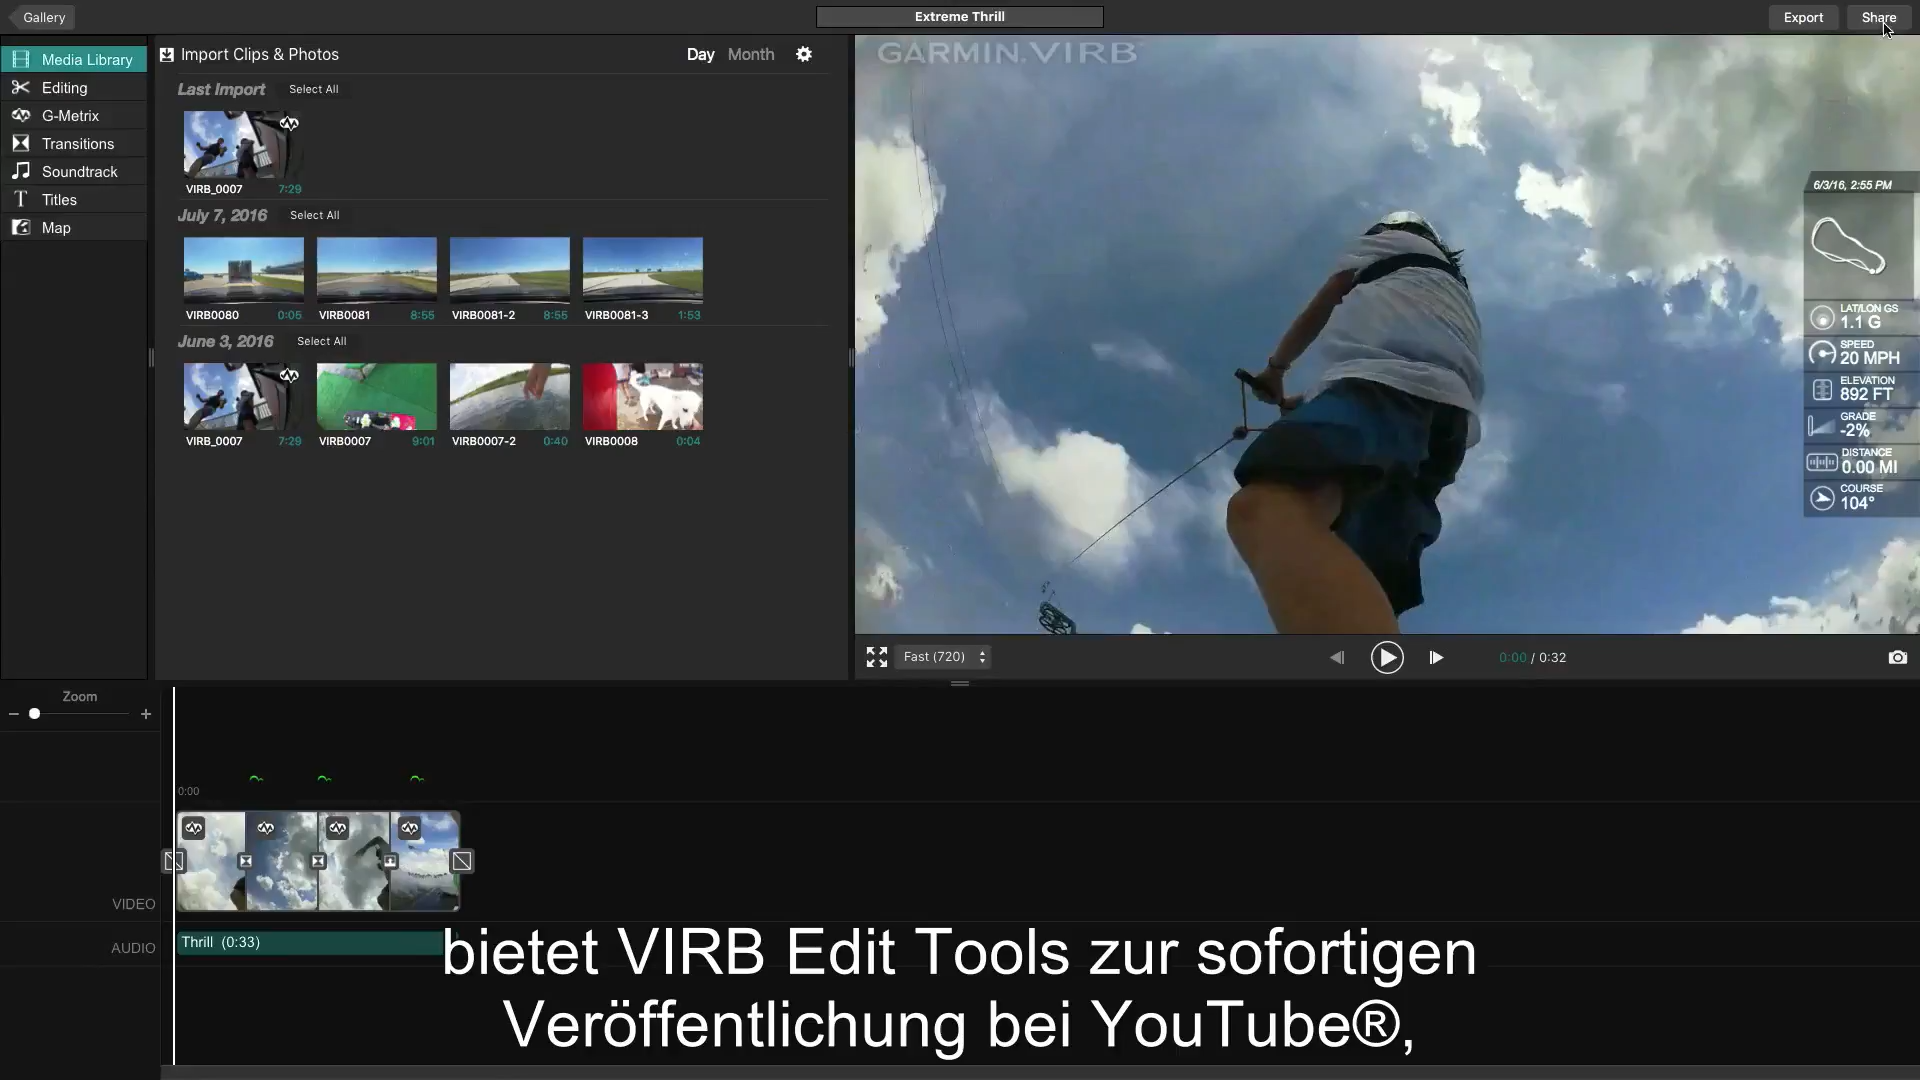 Gallery
Extreme Thrill
Export
Share
Media Library
Editing
G-Metrix
Transitions
Soundtrack
Titles
Map
Import Clips & Photos
Day
Month
Last Import
Select All
VIRB_0007
7:29
July 7, 2016
Select All
VIRB0080
0:05
VIRB0081
8:55
VIRB0081-2
8:55
VIRB0081-3
1:53
June 3, 2016
Select All
VIRB_0007
7:29
VIRB0007
9:01
VIRB0007-2
0:40
VIRB0008
0:04
GARMIN. VIRB
6/3/16, 2:55 PM
LAT/LON GS
1.1 G
SPEED
20 MPH
ELEVATION
892 FT
GRADE
-2%
DISTANCE
0.00 MI
COURSE
104°
Fast (720)
0:00 / 0:32
Zoom
0:00
VIDEO
AUDIO
Thrill (0:33)
bietet VIRB Edit Tools zur sofortigen
Veröffentlichung bei YouTube®,